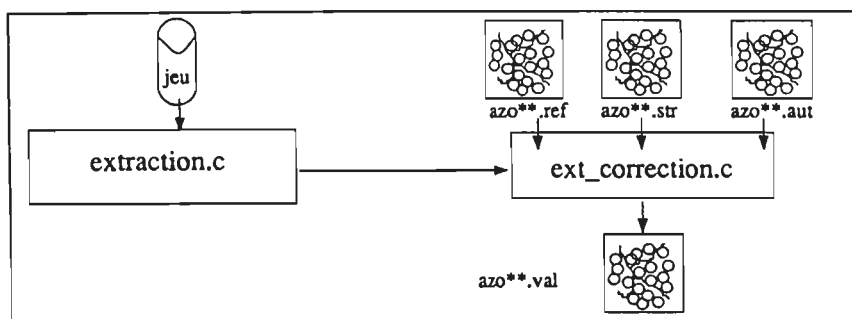 jeu
azo**.ref
azo**.str
azo**.aut
extraction.c
ext_correction.c
azo**.val